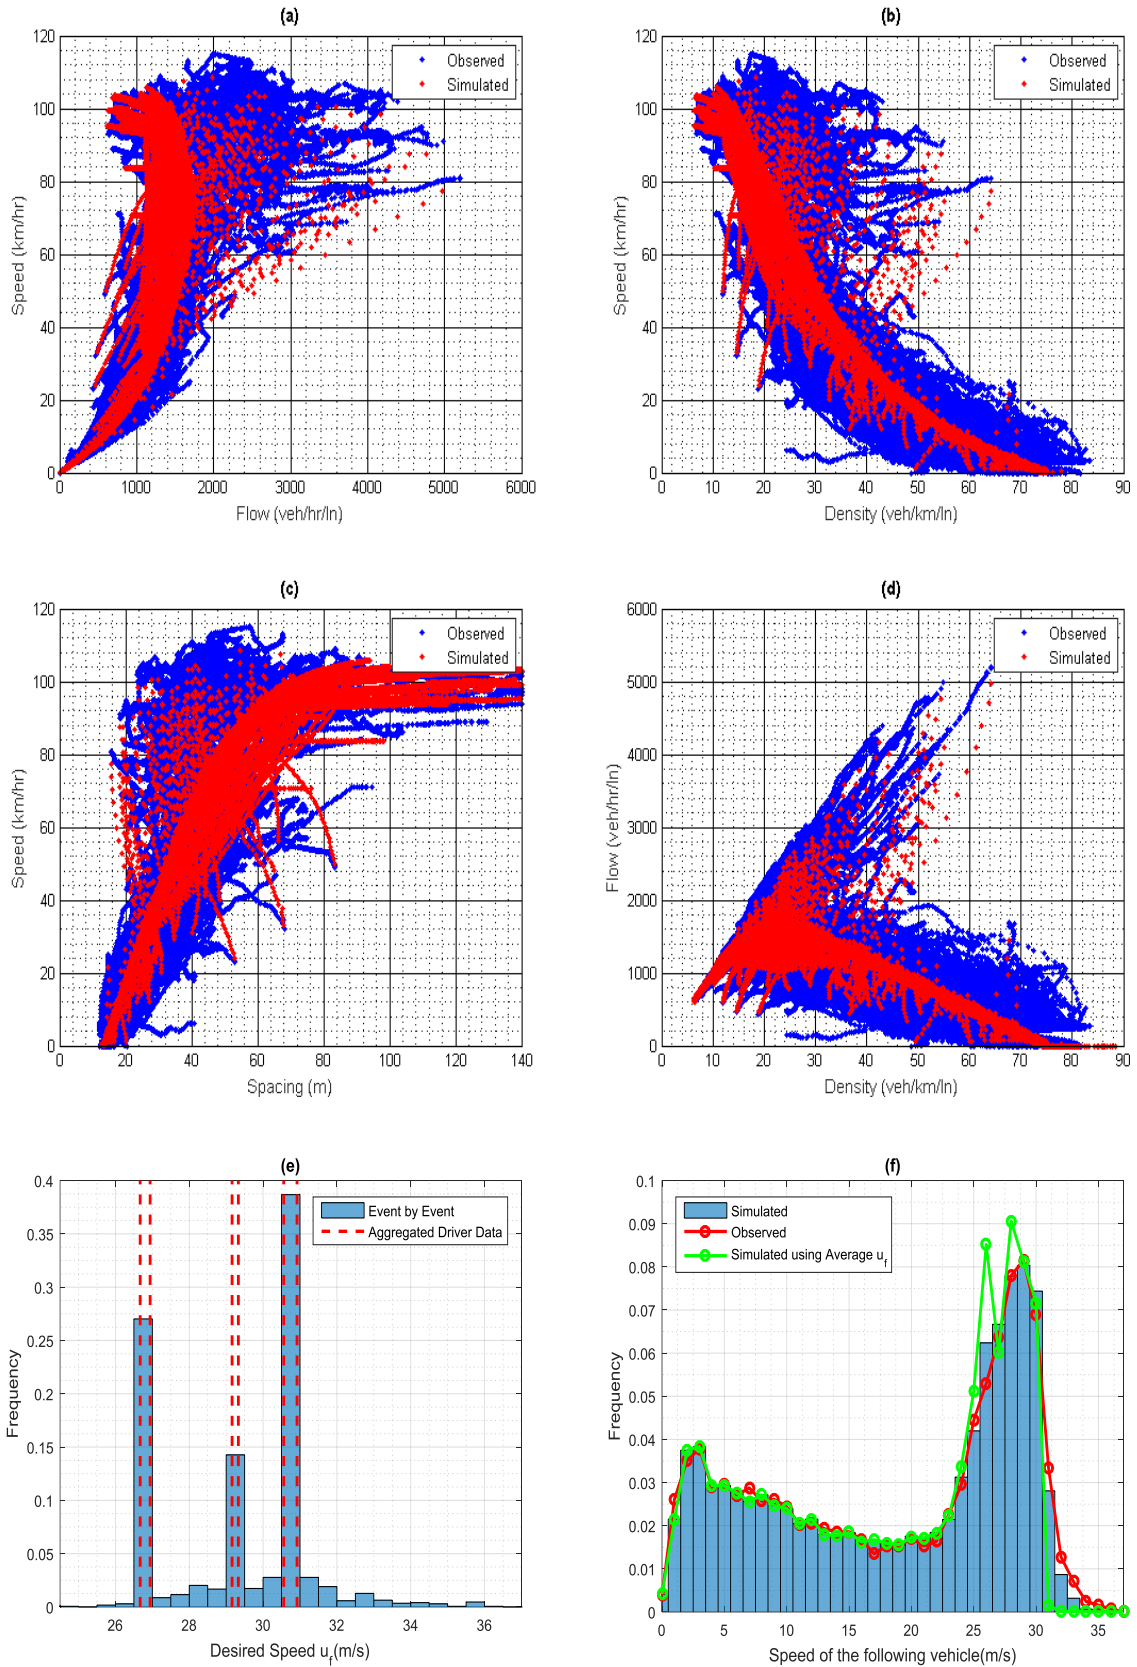 (a)
120
100
80
60
40
20
0
Speed (km/hr)
Observed
Simulated
0 1000 2000 3000 4000 5000 6000
Flow (veh/hr/ln)
(b)
120
100
80
60
40
20
0
Speed (km/hr)
Observed
Simulated
0 10 20 30 40 50 60 70 80 90
Density (veh/km/ln)
(c)
120
100
80
60
40
20
0
Speed (km/hr)
Observed
Simulated
0 20 40 60 80 100 120 140
Spacing (m)
(d)
6000
5000
4000
3000
2000
1000
0
Flow (veh/hr/ln)
Observed
Simulated
0 10 20 30 40 50 60 70 80 90
Density (veh/km/ln)
(e)
0.4
0.35
0.3
0.25
0.2
0.15
0.1
0.05
0
Frequency
Event by Event
Aggregated Driver Data
26 28 30 32 34 36
Desired Speed u_f(m/s)
(f)
0.1
0.09
0.08
0.07
0.06
0.05
0.04
0.03
0.02
0.01
0
Frequency
Simulated
Observed
Simulated using Average u_f
0 5 10 15 20 25 30 35
Speed of the following vehicle(m/s)